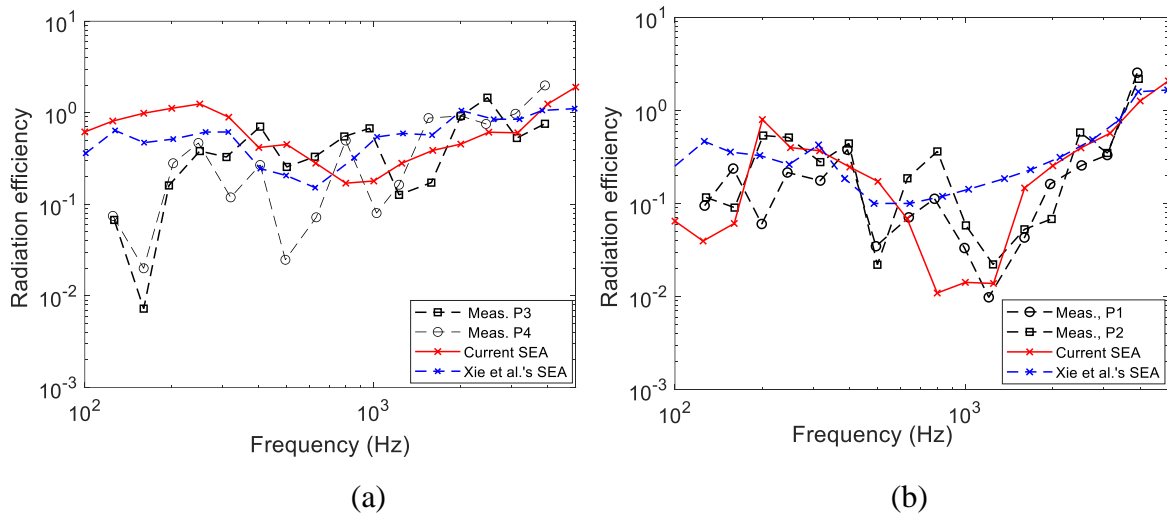 10^1
10^0
10^-1
10^-2
10^-3
Radiation efficiency
10^2
10^3
Frequency (Hz)
Meas. P3
Meas. P4
Current SEA
Xie et al.'s SEA
(a)
10^1
10^0
10^-1
10^-2
10^-3
Radiation efficiency
10^2
10^3
Frequency (Hz)
Meas., P1
Meas., P2
Current SEA
Xie et al.'s SEA
(b)